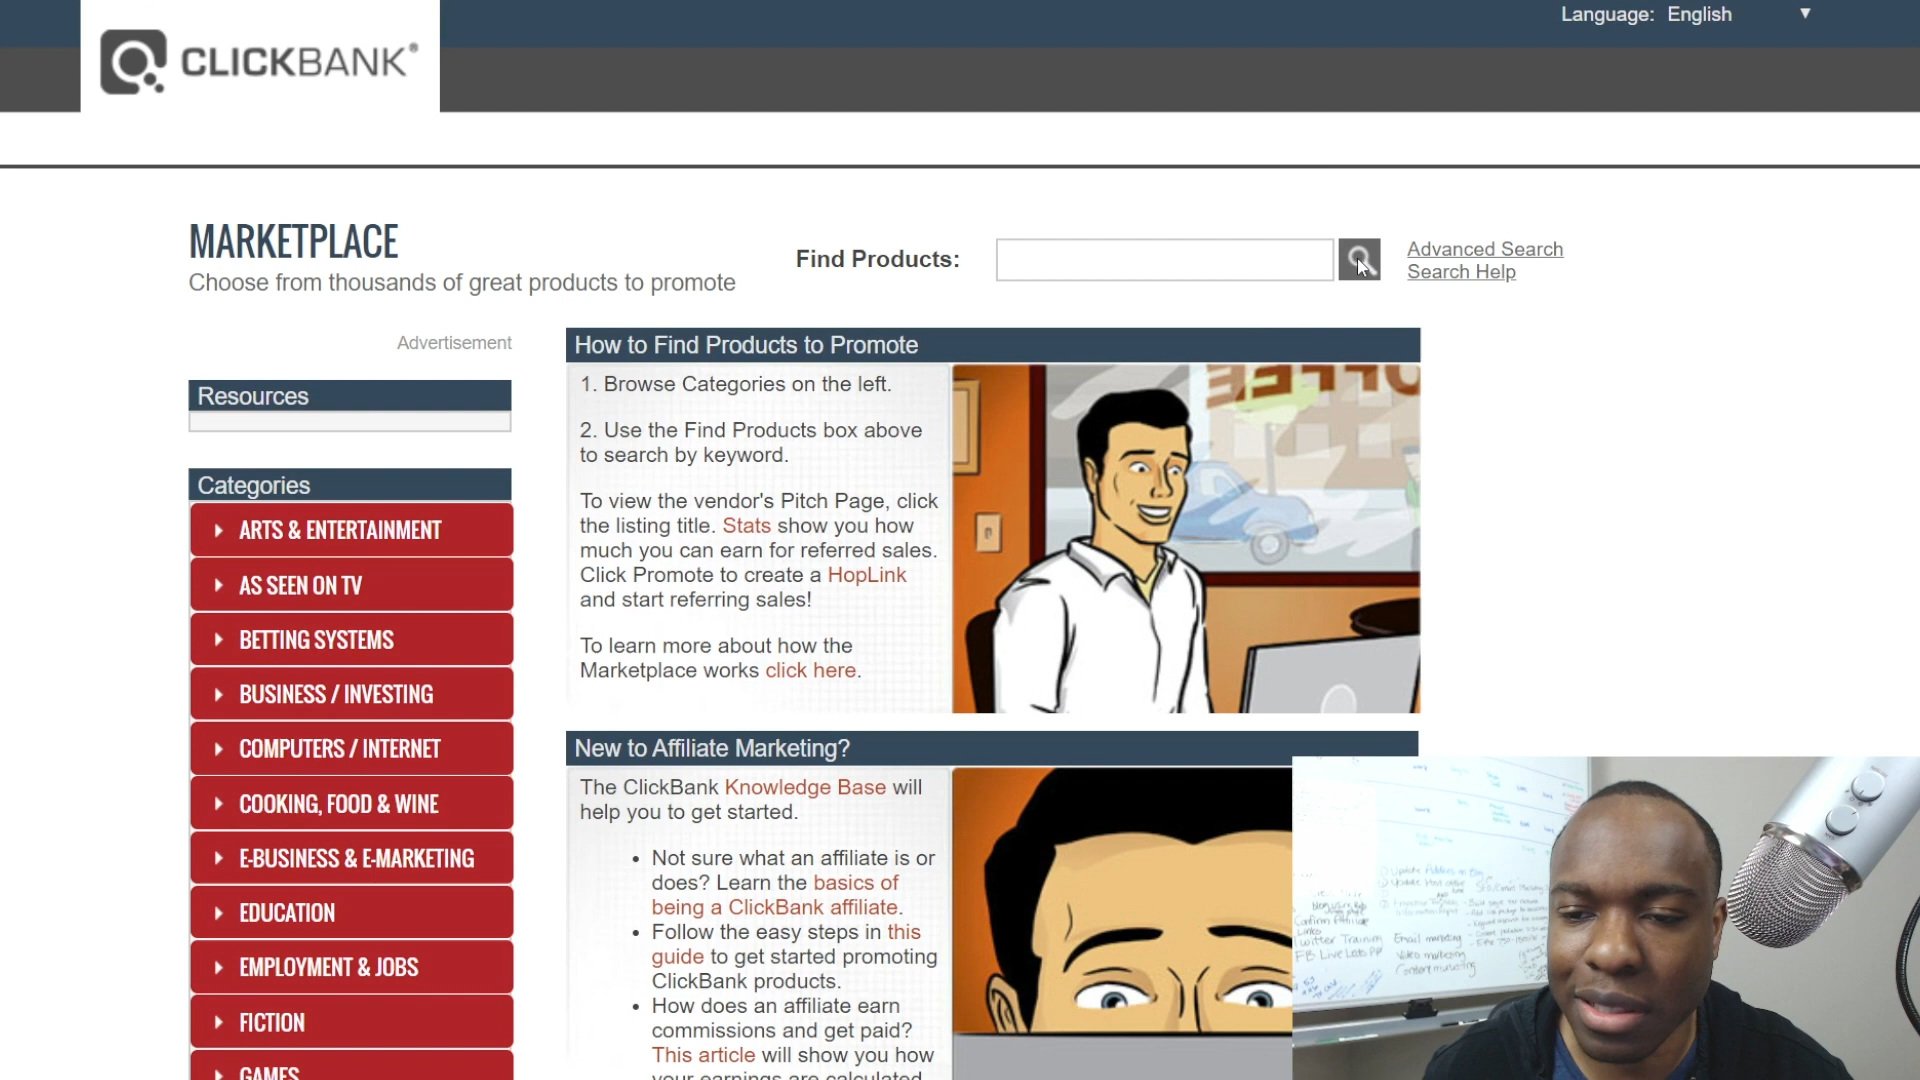 Language: English
CLICKBANK®
MARKETPLACE
Choose from thousands of great products to promote
Find Products:
Advanced Search
Search Help
Advertisement
Resources
Categories
ARTS & ENTERTAINMENT
AS SEEN ON TV
BETTING SYSTEMS
BUSINESS / INVESTING
COMPUTERS / INTERNET
COOKING, FOOD & WINE
E-BUSINESS & E-MARKETING
EDUCATION
EMPLOYMENT & JOBS
FICTION
GAMES
How to Find Products to Promote
1. Browse Categories on the left.
2. Use the Find Products box above
to search by keyword.
To view the vendor's Pitch Page, click
the listing title. Stats show you how
much you can earn for referred sales.
Click Promote to create a HopLink
and start referring sales!
To learn more about how the
Marketplace works click here.
New to Affiliate Marketing?
The ClickBank Knowledge Base will
help you to get started.
• Not sure what an affiliate is or
does? Learn the basics of
being a ClickBank affiliate.
• Follow the easy steps in this
guide to get started promoting
ClickBank products.
• How does an affiliate earn
commissions and get paid?
This article will show you how
your earnings are calculated
Twitter Training
FB Live
Email marketing
Video marketing
Content marketing